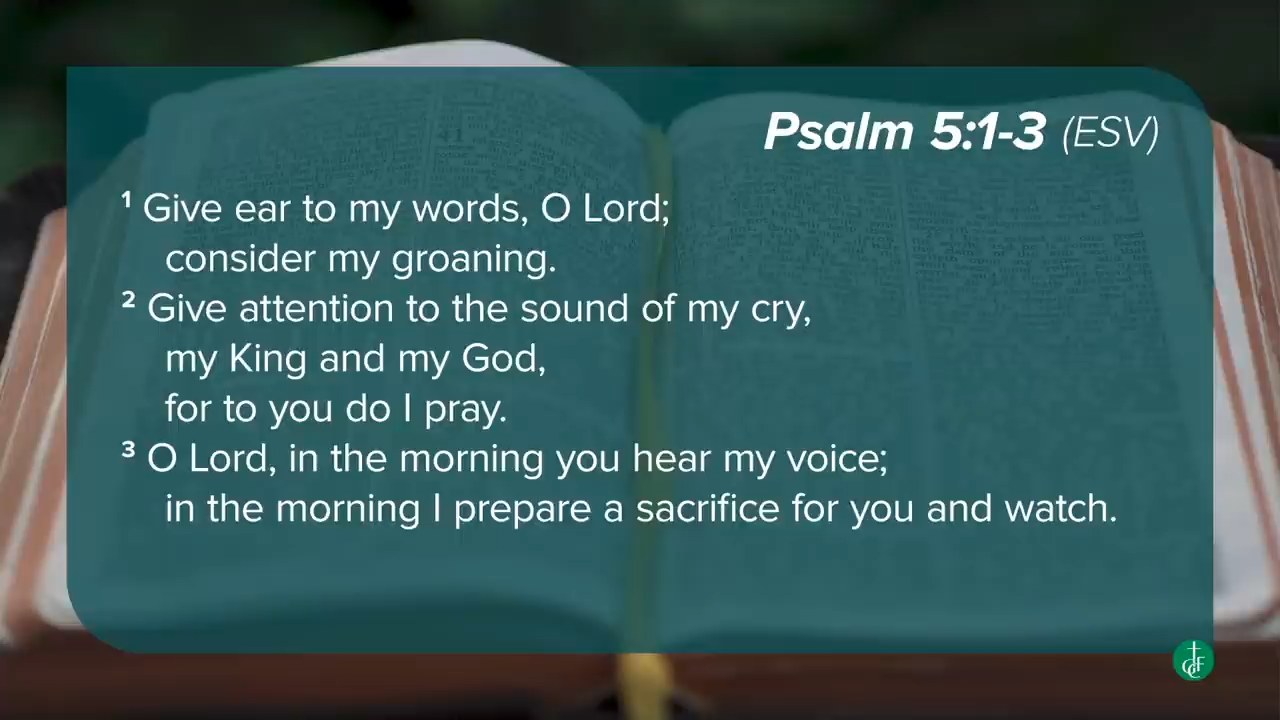 Psalm 5:1-3 (ESV)
¹ Give ear to my words, O Lord;
consider my groaning.
² Give attention to the sound of my cry,
my King and my God,
for to you do I pray.
³ O Lord, in the morning you hear my voice;
in the morning I prepare a sacrifice for you and watch.